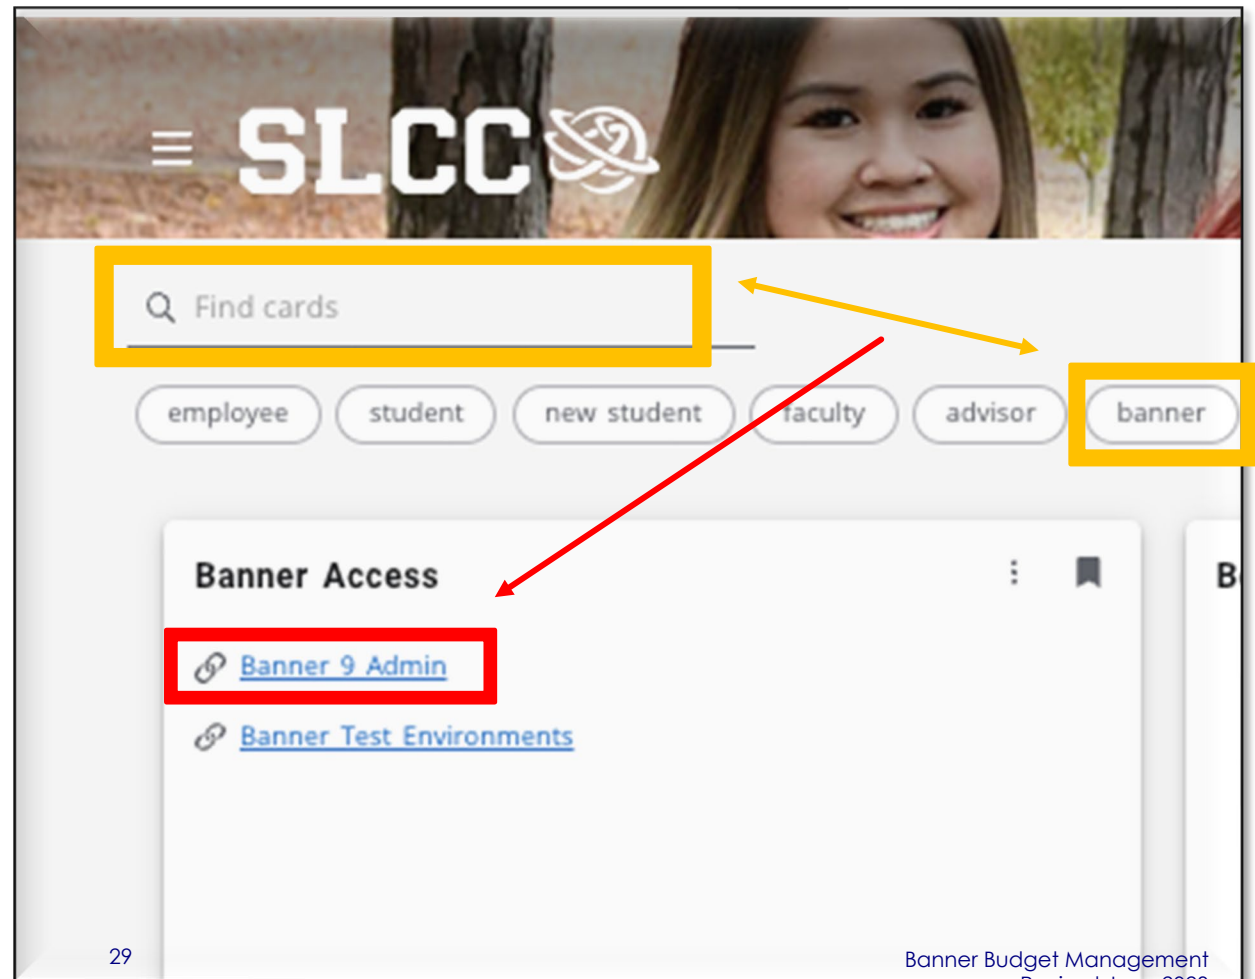 SLCC
Find cards
employee student new student faculty advisor banner
Banner Access
Banner 9 Admin
Banner Test Environments
29
Banner Budget Management